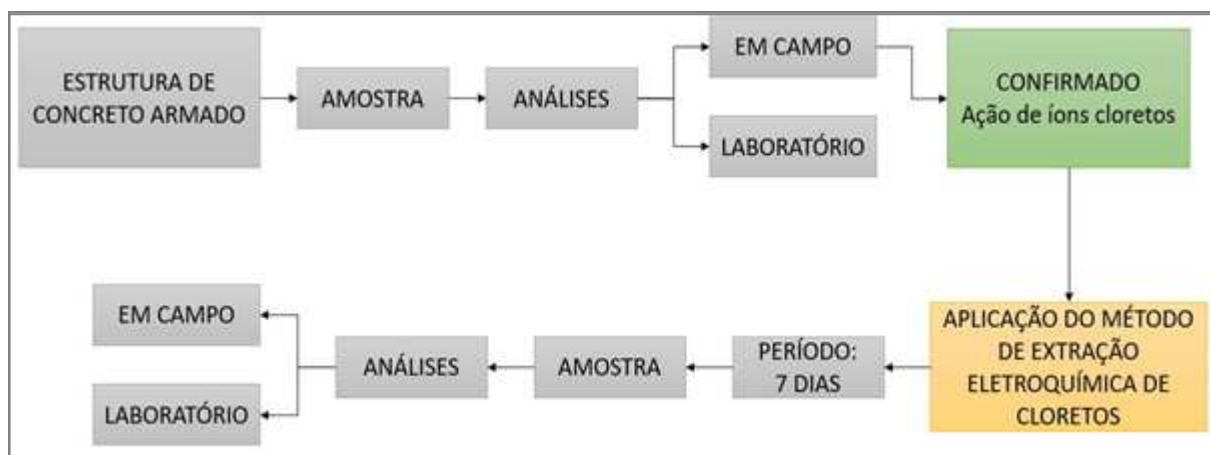 ESTRUTURA DE
CONCRETO ARMADO
AMOSTRA
ANÁLISES
EM CAMPO
LABORATÓRIO
CONFIRMADO
Ação de íons cloretos
APLICAÇÃO DO MÉTODO
DE EXTRAÇÃO
ELETROQUÍMICA DE
CLORETOS
PERÍODO:
7 DIAS
AMOSTRA
ANÁLISES
EM CAMPO
LABORATÓRIO